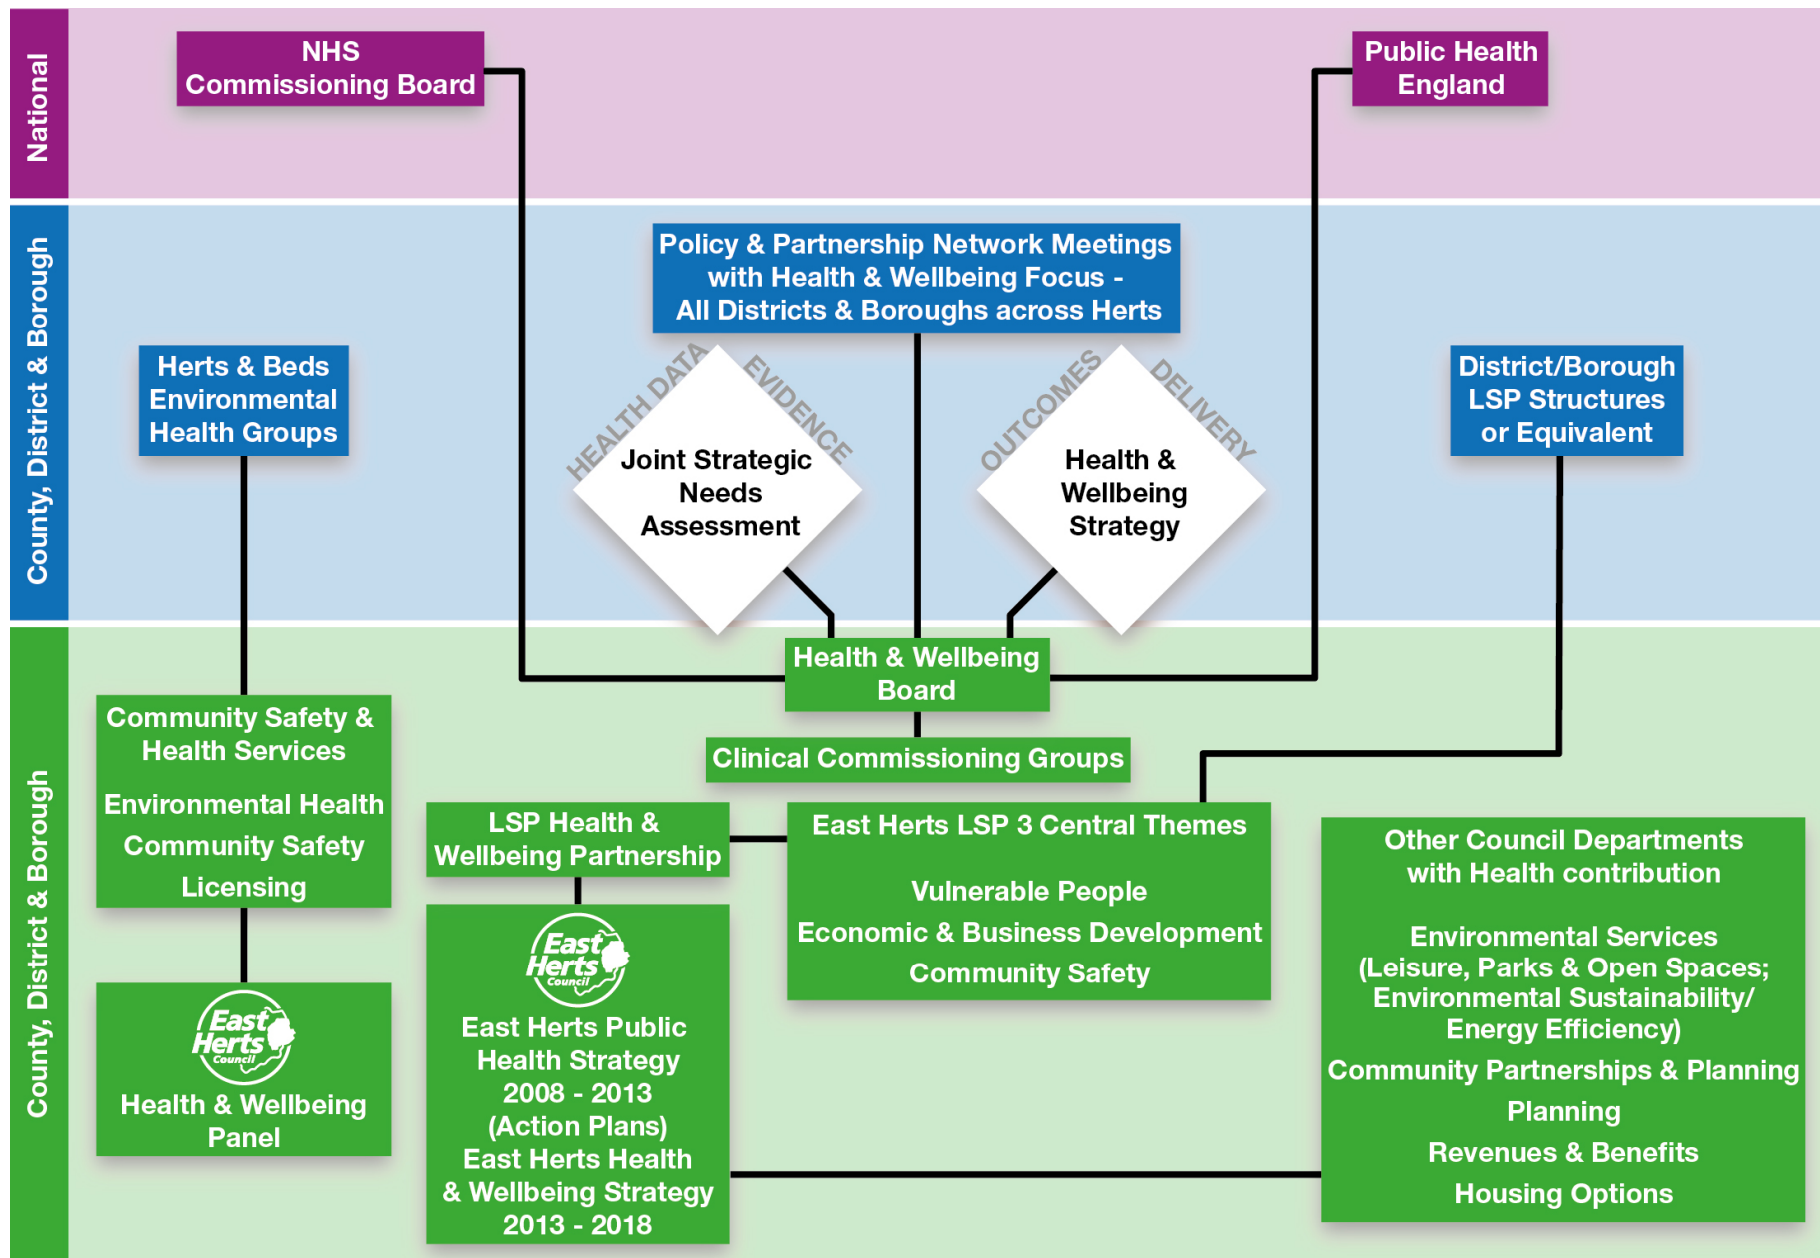 National
NHS
Commissioning Board
Public Health
England
County, District & Borough
Policy & Partnership Network Meetings
with Health & Wellbeing Focus -
All Districts & Boroughs across Herts
Herts & Beds
Environmental
Health Groups
HEALTH DATA
EVIDENCE
Joint Strategic
Needs
Assessment
OUTCOMES
DELIVERY
Health &
Wellbeing
Strategy
District/Borough
LSP Structures
or Equivalent
County, District & Borough
Health & Wellbeing
Board
Clinical Commissioning Groups
Community Safety &
Health Services
Environmental Health
Community Safety
Licensing
East
Herts
Council
Health & Wellbeing
Panel
LSP Health &
Wellbeing Partnership
East
Herts
Council
East Herts Public
Health Strategy
2008 - 2013
(Action Plans)
East Herts Health
& Wellbeing Strategy
2013 - 2018
East Herts LSP 3 Central Themes
Vulnerable People
Economic & Business Development
Community Safety
Other Council Departments
with Health contribution
Environmental Services
(Leisure, Parks & Open Spaces;
Environmental Sustainability/
Energy Efficiency)
Community Partnerships & Planning
Planning
Revenues & Benefits
Housing Options